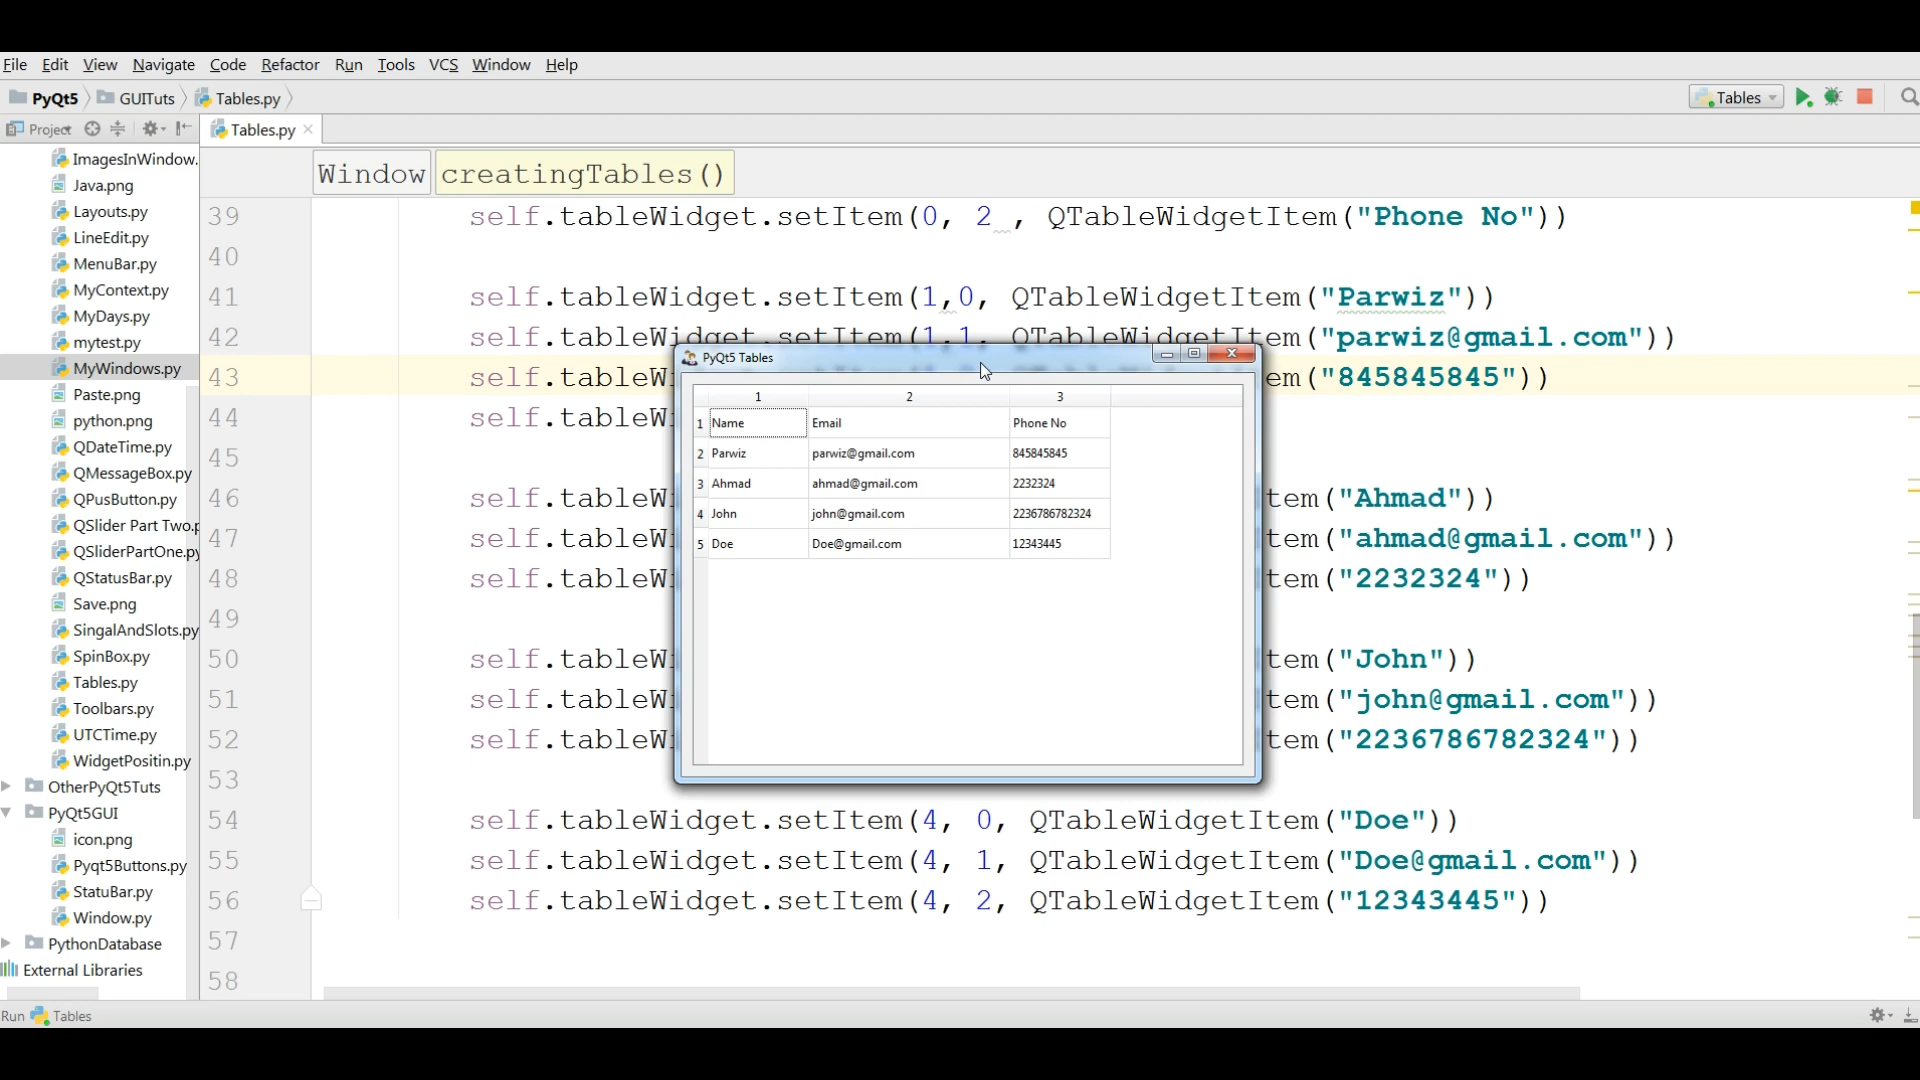 File Edit View Navigate Code Refactor Run Tools VCS Window Help
PyQt5 GUITuts Tables.py Tables
Project Tables.py
ImagesInWindow.
Java.png
Layouts.py
LineEdit.py
MenuBar.py
MyContext.py
MyDays.py
mytest.py
MyWindows.py
Paste.png
python.png
QDateTime.py
QMessageBox.py
QPusButton.py
QSlider Part Two.p
QSliderPartOne.py
QStatusBar.py
Save.png
SingalAndSlots.py
SpinBox.py
Tables.py
Toolbars.py
UTCTime.py
WidgetPositin.py
OtherPyQt5Tuts
PyQt5GUI
icon.png
Pyqt5Buttons.py
StatuBar.py
Window.py
PythonDatabase
External Libraries
Window creatingTables()
39 self.tableWidget.setItem(0, 2 , QTableWidgetItem("Phone No"))
40
41 self.tableWidget.setItem(1,0, QTableWidgetItem("Parwiz"))
42 self.tableWidget.setItem(1,1, QTableWidgetItem("parwiz@gmail.com"))
43 self.tableWi em("845845845"))
44 self.tableWi
45
46 self.tableWi tem("Ahmad"))
47 self.tableWi tem("ahmad@gmail.com"))
48 self.tableWi tem("2232324"))
49
50 self.tableWi tem("John"))
51 self.tableWi tem("john@gmail.com"))
52 self.tableWi tem("2236786782324"))
53
54 self.tableWidget.setItem(4, 0, QTableWidgetItem("Doe"))
55 self.tableWidget.setItem(4, 1, QTableWidgetItem("Doe@gmail.com"))
56 self.tableWidget.setItem(4, 2, QTableWidgetItem("12343445"))
57
58
PyQt5 Tables
1 2 3
1 Name Email Phone No
2 Parwiz parwiz@gmail.com 845845845
3 Ahmad ahmad@gmail.com 2232324
4 John john@gmail.com 2236786782324
5 Doe Doe@gmail.com 12343445
Run Tables